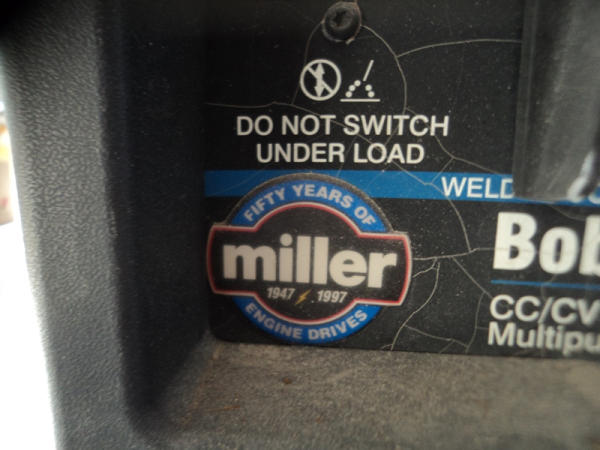 DO NOT SWITCH
UNDER LOAD
FIFTY YEARS OF
miller
1947 1997
ENGINE DRIVES
CC/CV